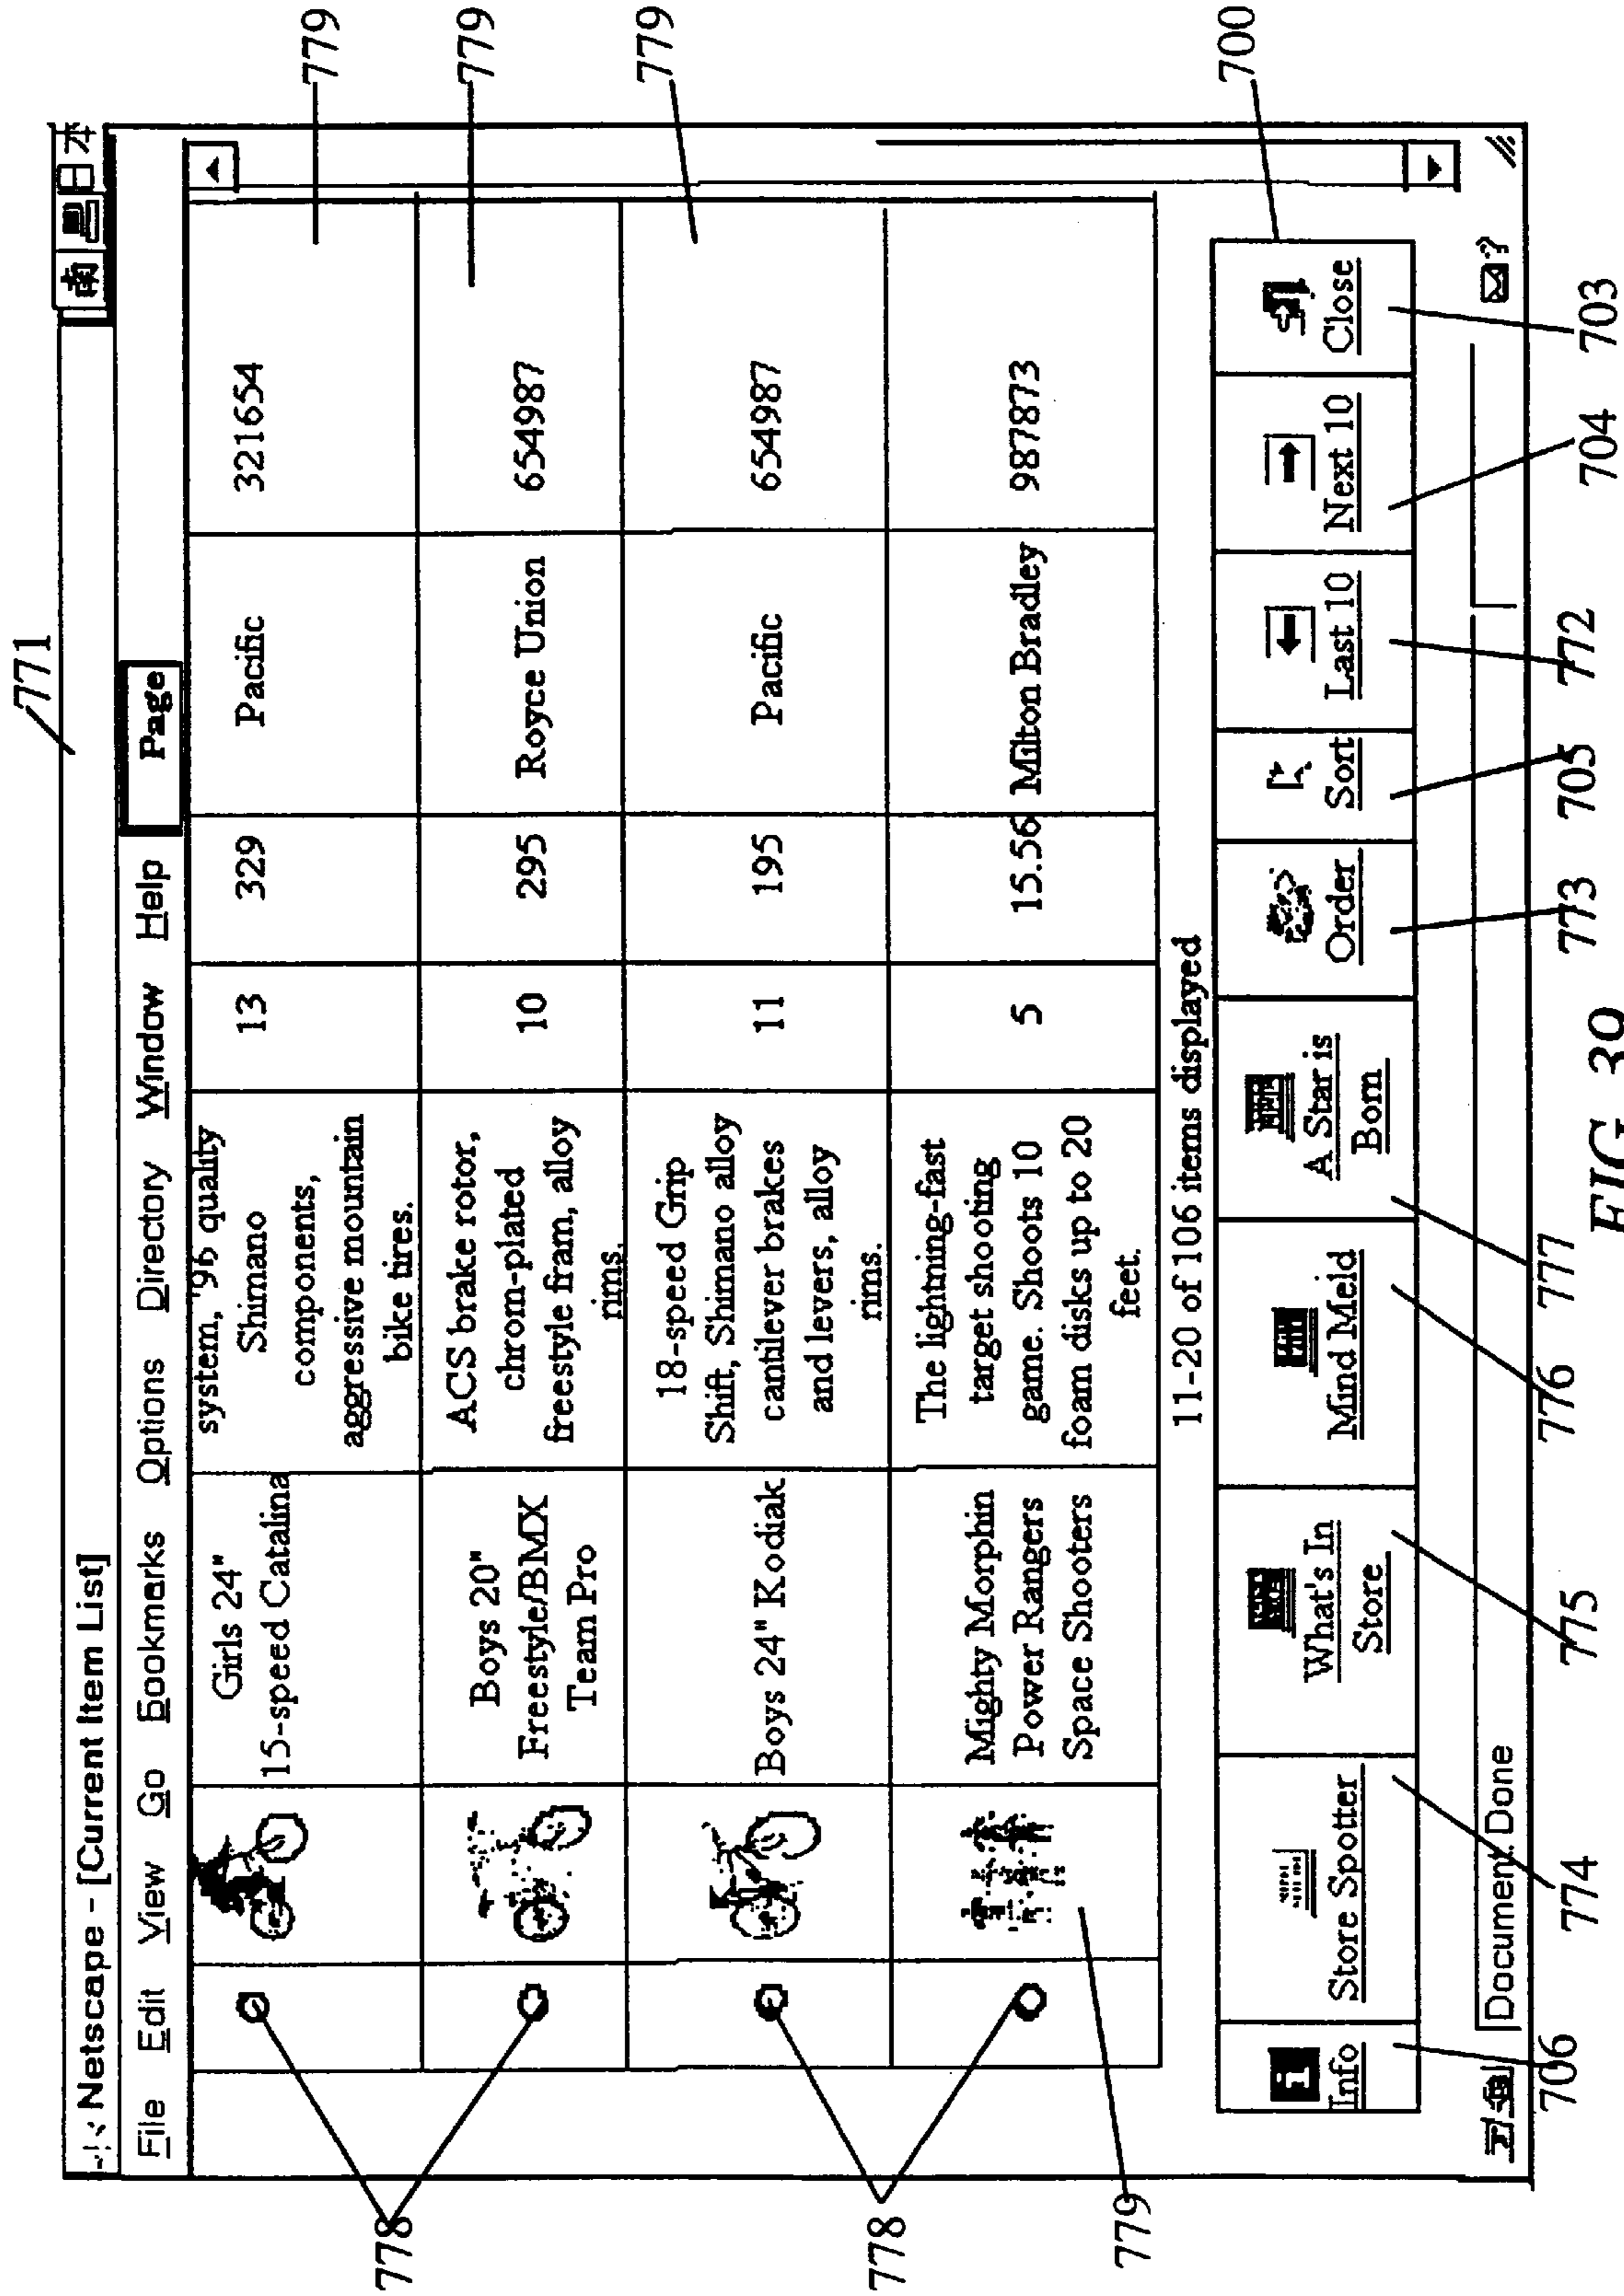 771
Netscape - [Current Item List]
南
日本
File Edit View Go Bookmarks Options Directory Window Help
Page
Girls 24"
15-speed Catalina
system, '96 quality
Shimano
components,
aggressive mountain
bike tires.
13
329
Pacific
321654
779
Boys 20"
Freestyle/BMX
Team Pro
ACS brake rotor,
chrom-plated
freestyle fram, alloy
rims.
10
295
Royce Union
654987
779
778
Boys 24" Kodiak
18-speed Grip
Shift, Shimano alloy
cantilever brakes
and levers, alloy
rims.
11
195
Pacific
654987
779
Mighty Morphin
Power Rangers
Space Shooters
The lightning-fast
target shooting
game. Shoots 10
foam disks up to 20
feet.
5
15.56
Milton Bradley
987873
778
779
11-20 of 106 items displayed
700
Info
Store Spotter
What's In
Store
Mind Meld
A Star is
Born
Order
Sort
Last 10
Next 10
Close
Document Done
?
706
774
775
776
777
773
705
772
704
703
FIG. 39